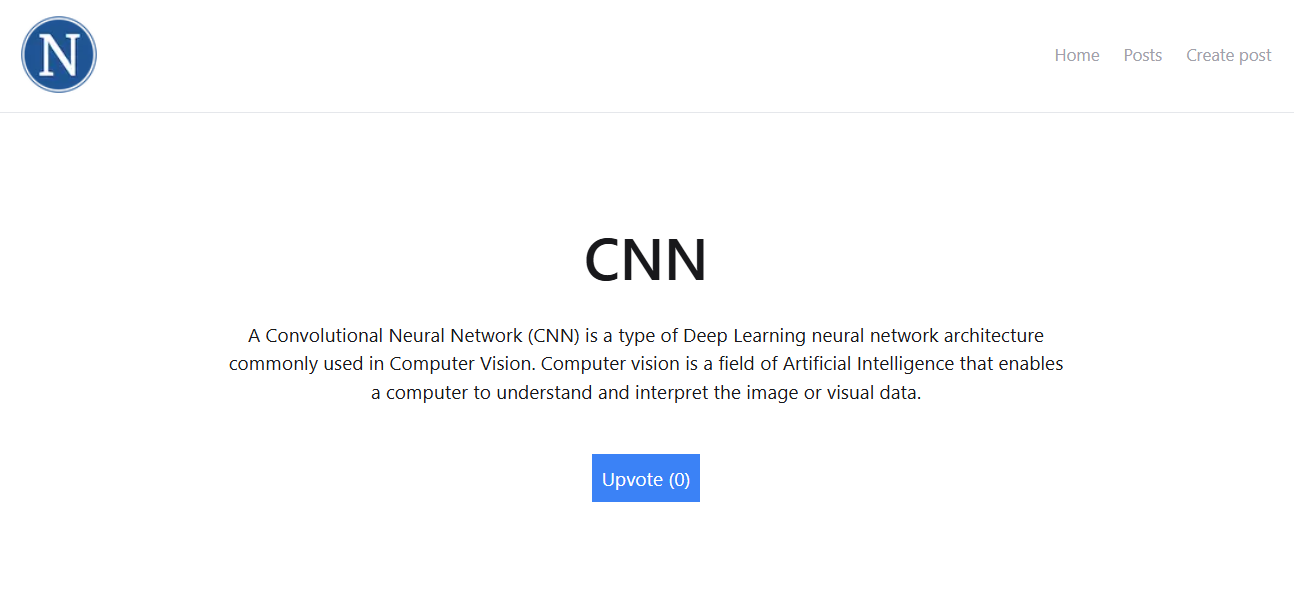 N
Home Posts Create post
CNN
A Convolutional Neural Network (CNN) is a type of Deep Learning neural network architecture
commonly used in Computer Vision. Computer vision is a field of Artificial Intelligence that enables
a computer to understand and interpret the image or visual data.
Upvote (0)